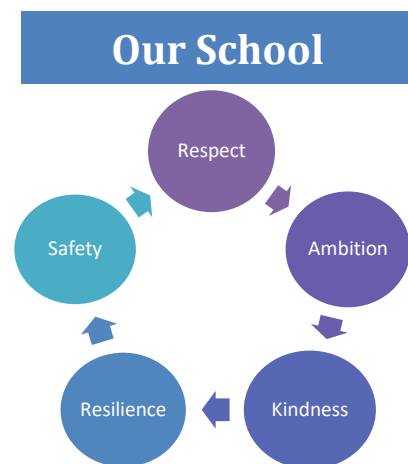 Our School
Respect
Ambition
Kindness
Resilience
Safety